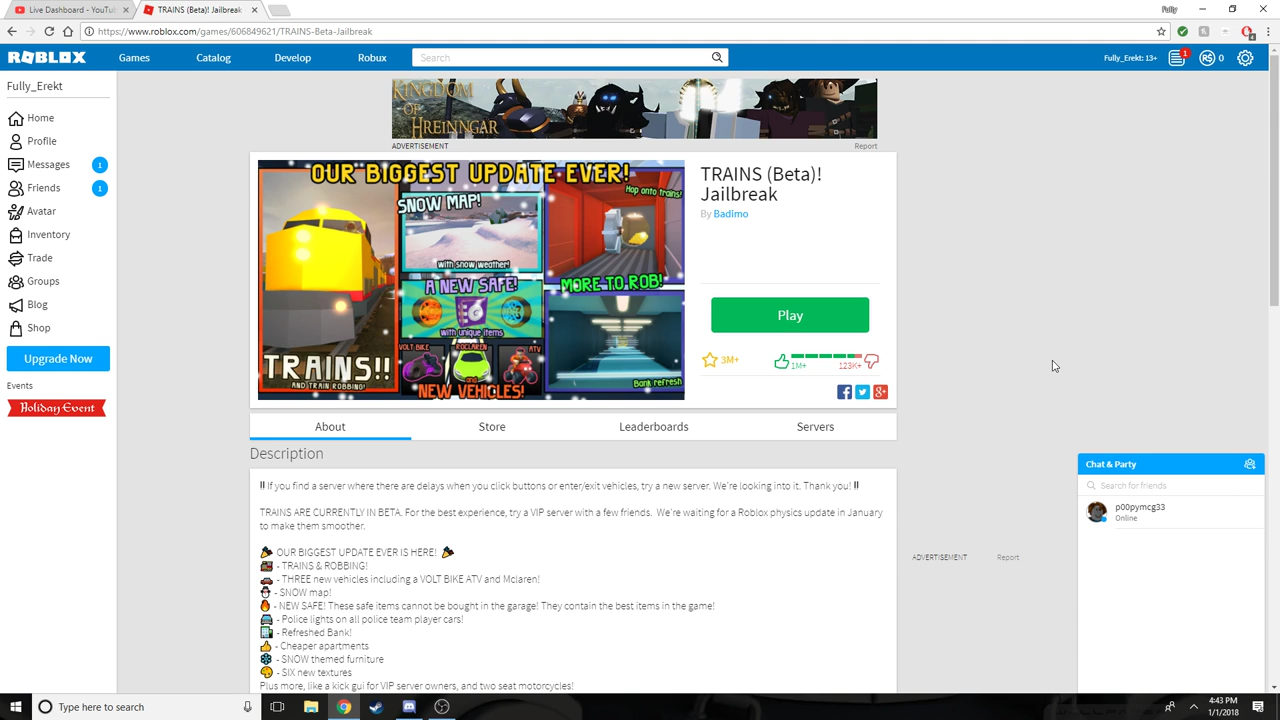 Live Dashboard - YouTub
TRAINS (Beta)! Jailbreak
Fully
https://www.roblox.com/games/606849621/TRAINS-Beta-Jailbreak
ROBLOX
Games
Catalog
Develop
Robux
Search
Fully_Erekt: 13+
1
0
Fully_Erekt
Home
Profile
Messages
1
Friends
1
Avatar
Inventory
Trade
Groups
Blog
Shop
Upgrade Now
Events
Holiday Event
KINGDOM
OF
HREINNGAR
ADVERTISEMENT
Report
OUR BIGGEST UPDATE EVER!
SNOW MAP!
with snow weather!
Hop onto trains!
A NEW SAFE!
with unique items
MORE TO ROB!
VOLT BIKE
ROCLAREN
ATV
and
NEW VEHICLES!
Bank refresh
TRAINS!!
AND TRAIN ROBBING!
TRAINS (Beta)!
Jailbreak
By Badimo
Play
3M+
1M+
123K+
About
Store
Leaderboards
Servers
Description
‼ If you find a server where there are delays when you click buttons or enter/exit vehicles, try a new server. We're looking into it. Thank you! ‼
TRAINS ARE CURRENTLY IN BETA. For the best experience, try a VIP server with a few friends. We're waiting for a Roblox physics update in January
to make them smoother.
🎉 OUR BIGGEST UPDATE EVER IS HERE! 🎉
🚂 - TRAINS & ROBBING!
🚗 - THREE new vehicles including a VOLT BIKE ATV and Mclaren!
⛄ - SNOW map!
🔥 - NEW SAFE! These safe items cannot be bought in the garage! They contain the best items in the game!
🚔 - Police lights on all police team player cars!
🏦 - Refreshed Bank!
👍 - Cheaper apartments
❄ - SNOW themed furniture
🎨 - SIX new textures
Plus more, like a kick gui for VIP server owners, and two seat motorcycles!
ADVERTISEMENT
Report
Chat & Party
Search for friends
p00pymcg33
Online
Type here to search
4:43 PM
1/1/2018